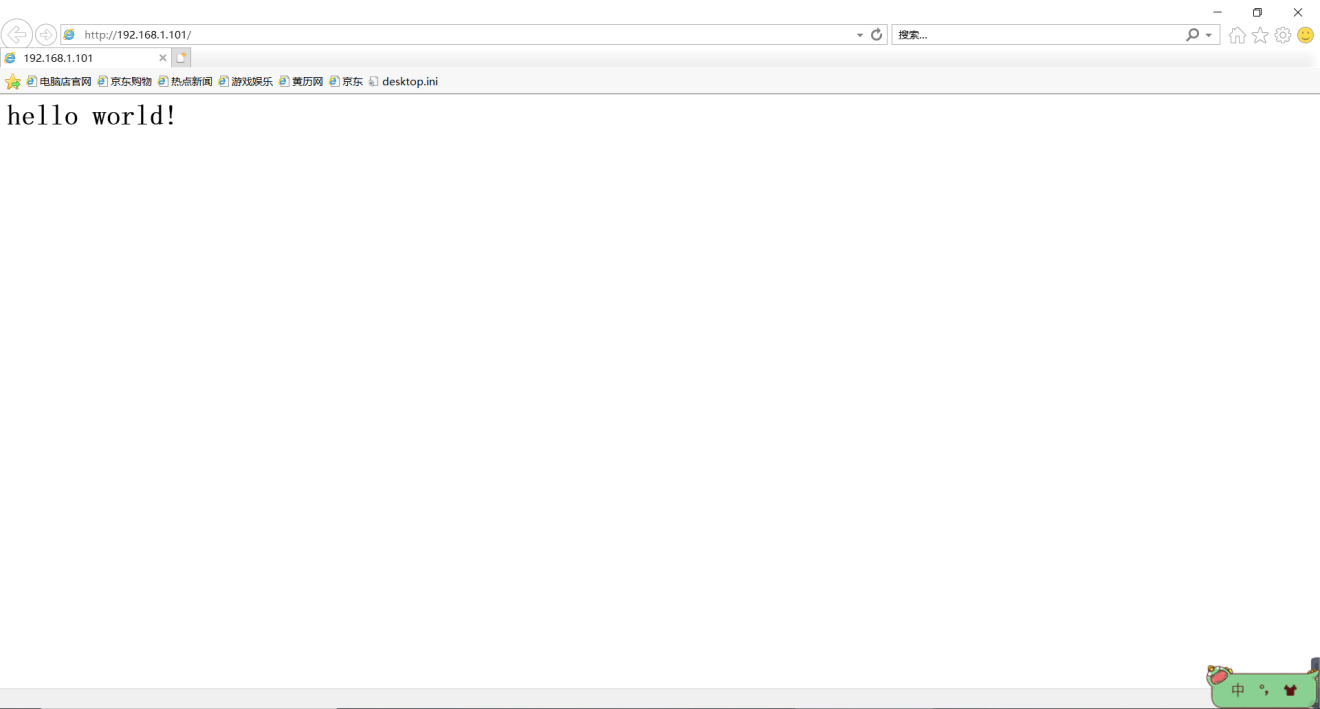 http://192.168.1.101/
搜索...
192.168.1.101
电脑店官网 京东购物 热点新闻 游戏娱乐 黄历网 京东 desktop.ini
hello world!
中 °,